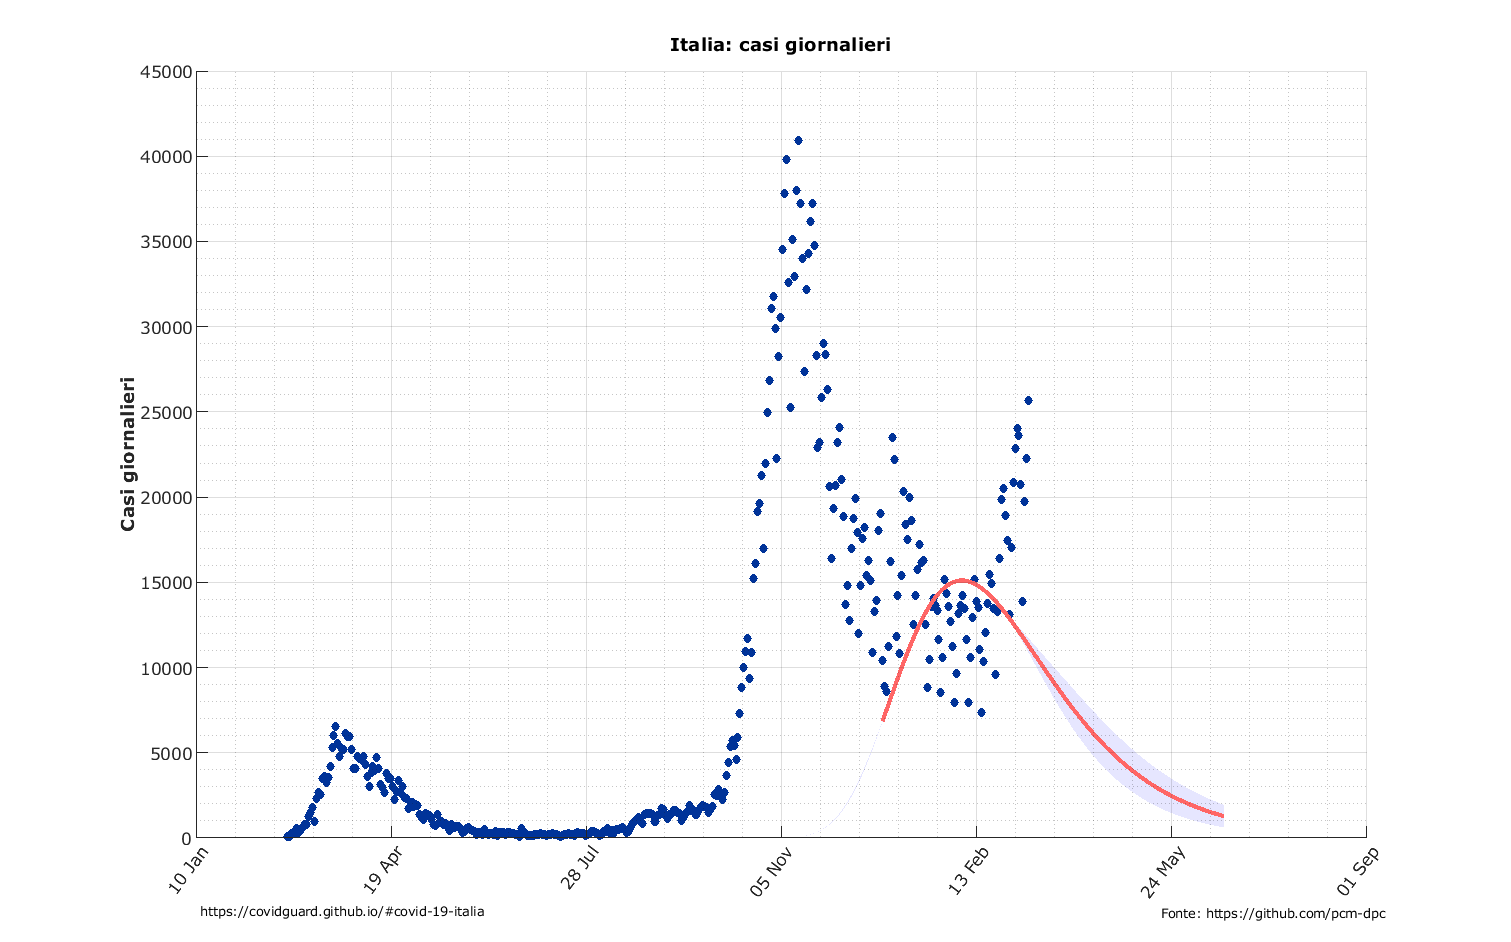 Italia: casi giornalieri
Casi giornalieri
45000
40000
35000
30000
25000
20000
15000
10000
5000
0
10 Jan
19 Apr
28 Jul
05 Nov
13 Feb
24 May
01 Sep
https://covidguard.github.io/#covid-19-italia
Fonte: https://github.com/pcm-dpc